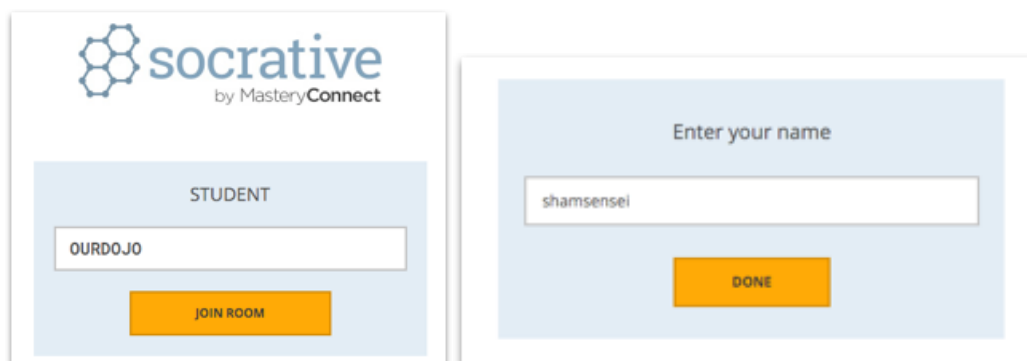 socrative
by MasteryConnect
STUDENT
OURDOJO
JOIN ROOM
Enter your name
shamsensei
DONE